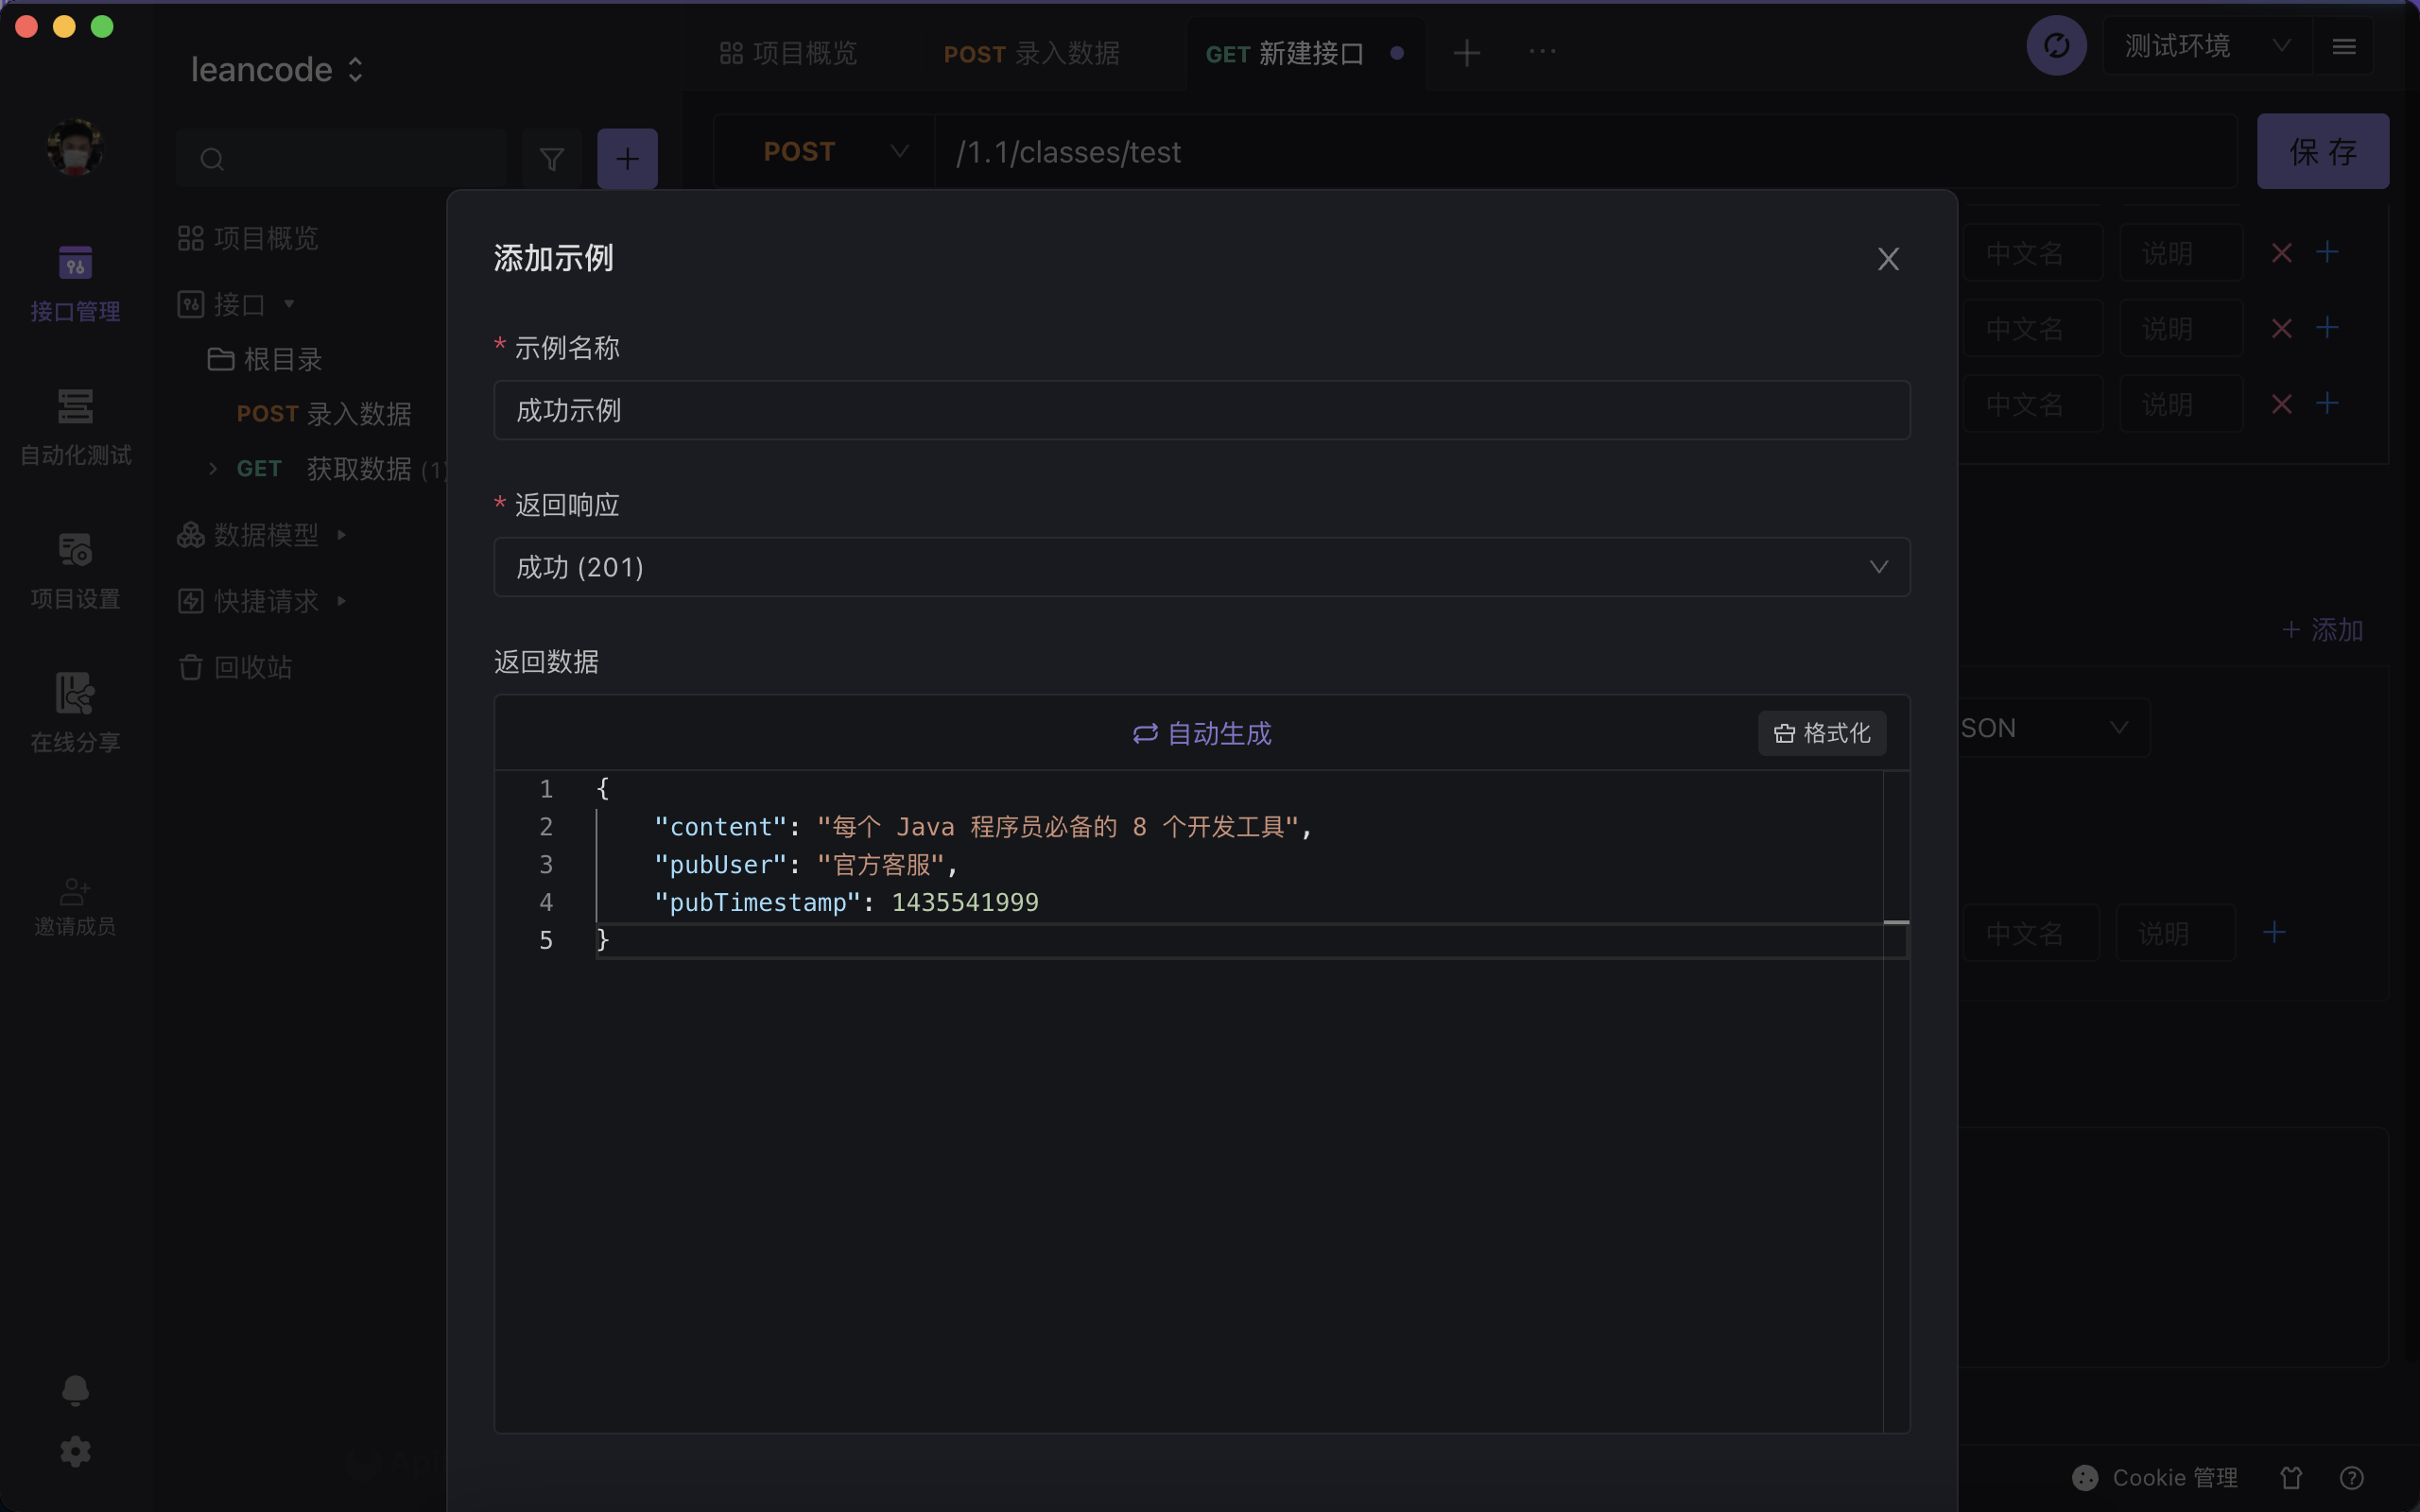 leancode
项目概览
POST 录入数据
GET 新建接口
测试环境
POST
/1.1/classes/test
保 存
接口管理
自动化测试
项目设置
在线分享
邀请成员
项目概览
接口
根目录
POST 录入数据
GET 获取数据 (1)
数据模型
快捷请求
回收站
添加示例
* 示例名称
成功示例
* 返回响应
成功 (201)
返回数据
自动生成
格式化
1 {
2 "content": "每个 Java 程序员必备的 8 个开发工具",
3 "pubUser": "官方客服",
4 "pubTimestamp": 1435541999
5 }
中文名 说明
中文名 说明
中文名 说明
添加
SON
中文名 说明
Cookie 管理